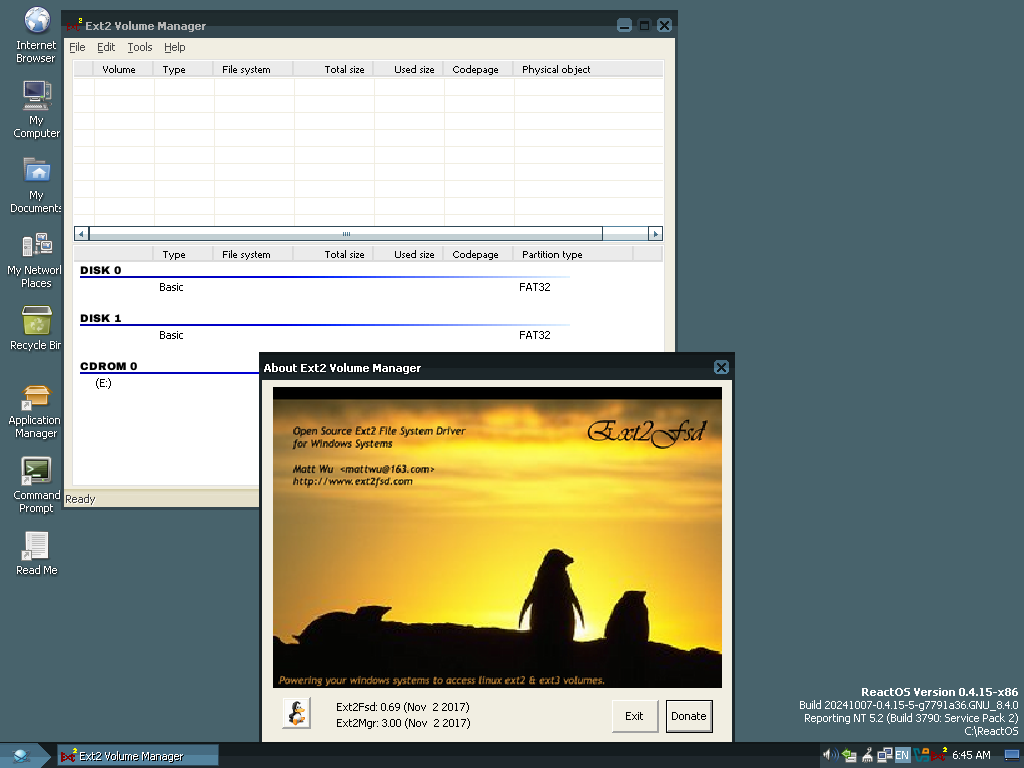 Internet
Browser
My
Computer
My
Documents
My Network
Places
Recycle Bin
Application
Manager
Command
Prompt
Read Me
Ext2 Volume Manager
File Edit Tools Help
Volume Type File system Total size Used size Codepage Physical object
Type File system Total size Used size Codepage Partition type
DISK 0
Basic FAT32
DISK 1
Basic FAT32
CDROM 0
(E:)
Ready
About Ext2 Volume Manager
Open Source Ext2 File System Driver
for Windows Systems
Ext2Fsd
Matt Wu <mattwu@163.com>
http://www.ext2fsd.com
Powering your windows systems to access linux ext2 & ext3 volumes.
Ext2Fsd: 0.69 (Nov 2 2017)
Ext2Mgr: 3.00 (Nov 2 2017)
Exit
Donate
ReactOS Version 0.4.15-x86
Build 20241007-0.4.15-5-g7791a36.GNU_8.4.0
Reporting NT 5.2 (Build 3790: Service Pack 2)
C:\ReactOS
Ext2 Volume Manager
EN
6:45 AM